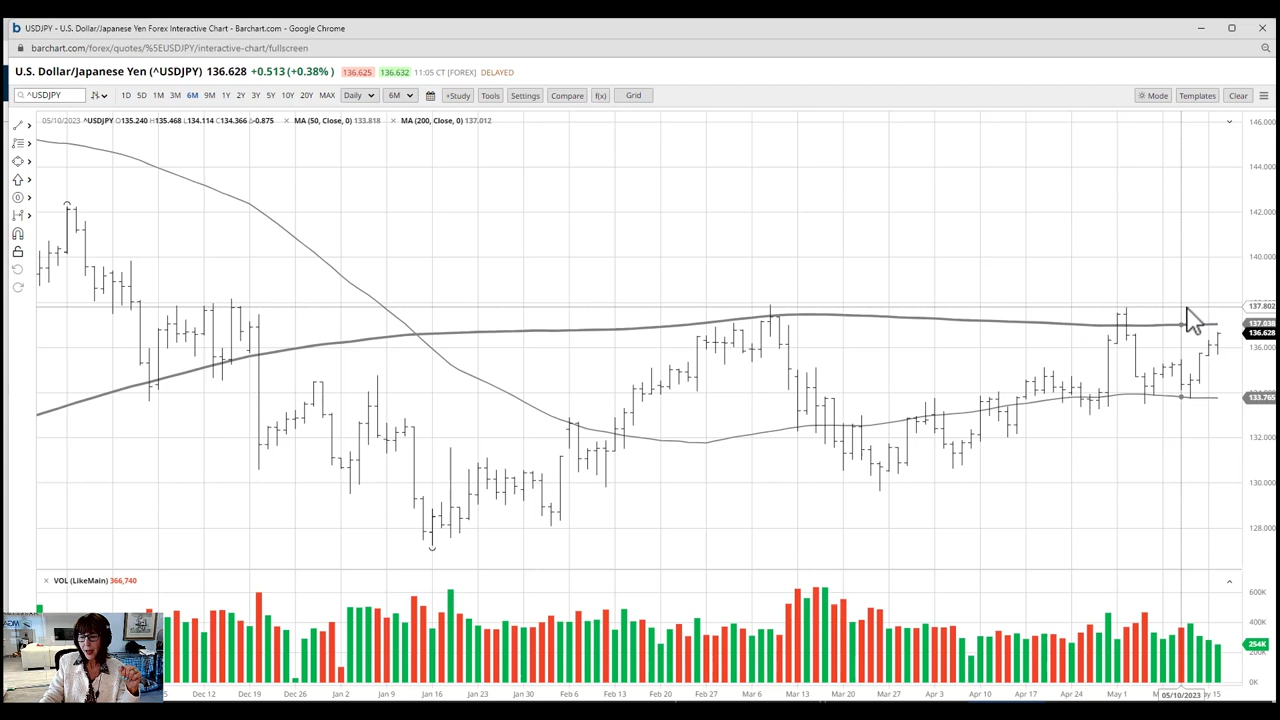 b USDJPY - U.S. Dollar/Japanese Yen Forex Interactive Chart - Barchart.com - Google Chrome
barchart.com/forex/quotes/%5EUSDJPY/interactive-chart/fullscreen
U.S. Dollar/Japanese Yen (^USDJPY) 136.628 +0.513 (+0.38%) 136.625 136.632 11:05 CT [FOREX] DELAYED
^USDJPY 1D 5D 1M 3M 6M 9M 1Y 2Y 3Y 5Y 10Y 20Y MAX Daily 6M +Study Tools Settings Compare f(x) Grid Mode Templates Clear
05/10/2023 ^USDJPY O135.240 H135.468 L134.114 C134.366 Δ-0.875 × MA (50, Close, 0) 133.818 × MA (200, Close, 0) 137.012
146.000
144.000
142.000
140.000
137.802
137.038
136.628
136.000
133.765
132.000
130.000
128.000
× VOL (LikeMain) 366,740
600K
400K
254K
200K
0K
Dec 12 Dec 19 Dec 26 Jan 2 Jan 9 Jan 16 Jan 23 Jan 30 Feb 6 Feb 13 Feb 20 Feb 27 Mar 6 Mar 13 Mar 20 Mar 27 Apr 3 Apr 10 Apr 17 Apr 24 May 1 05/10/2023 y 15